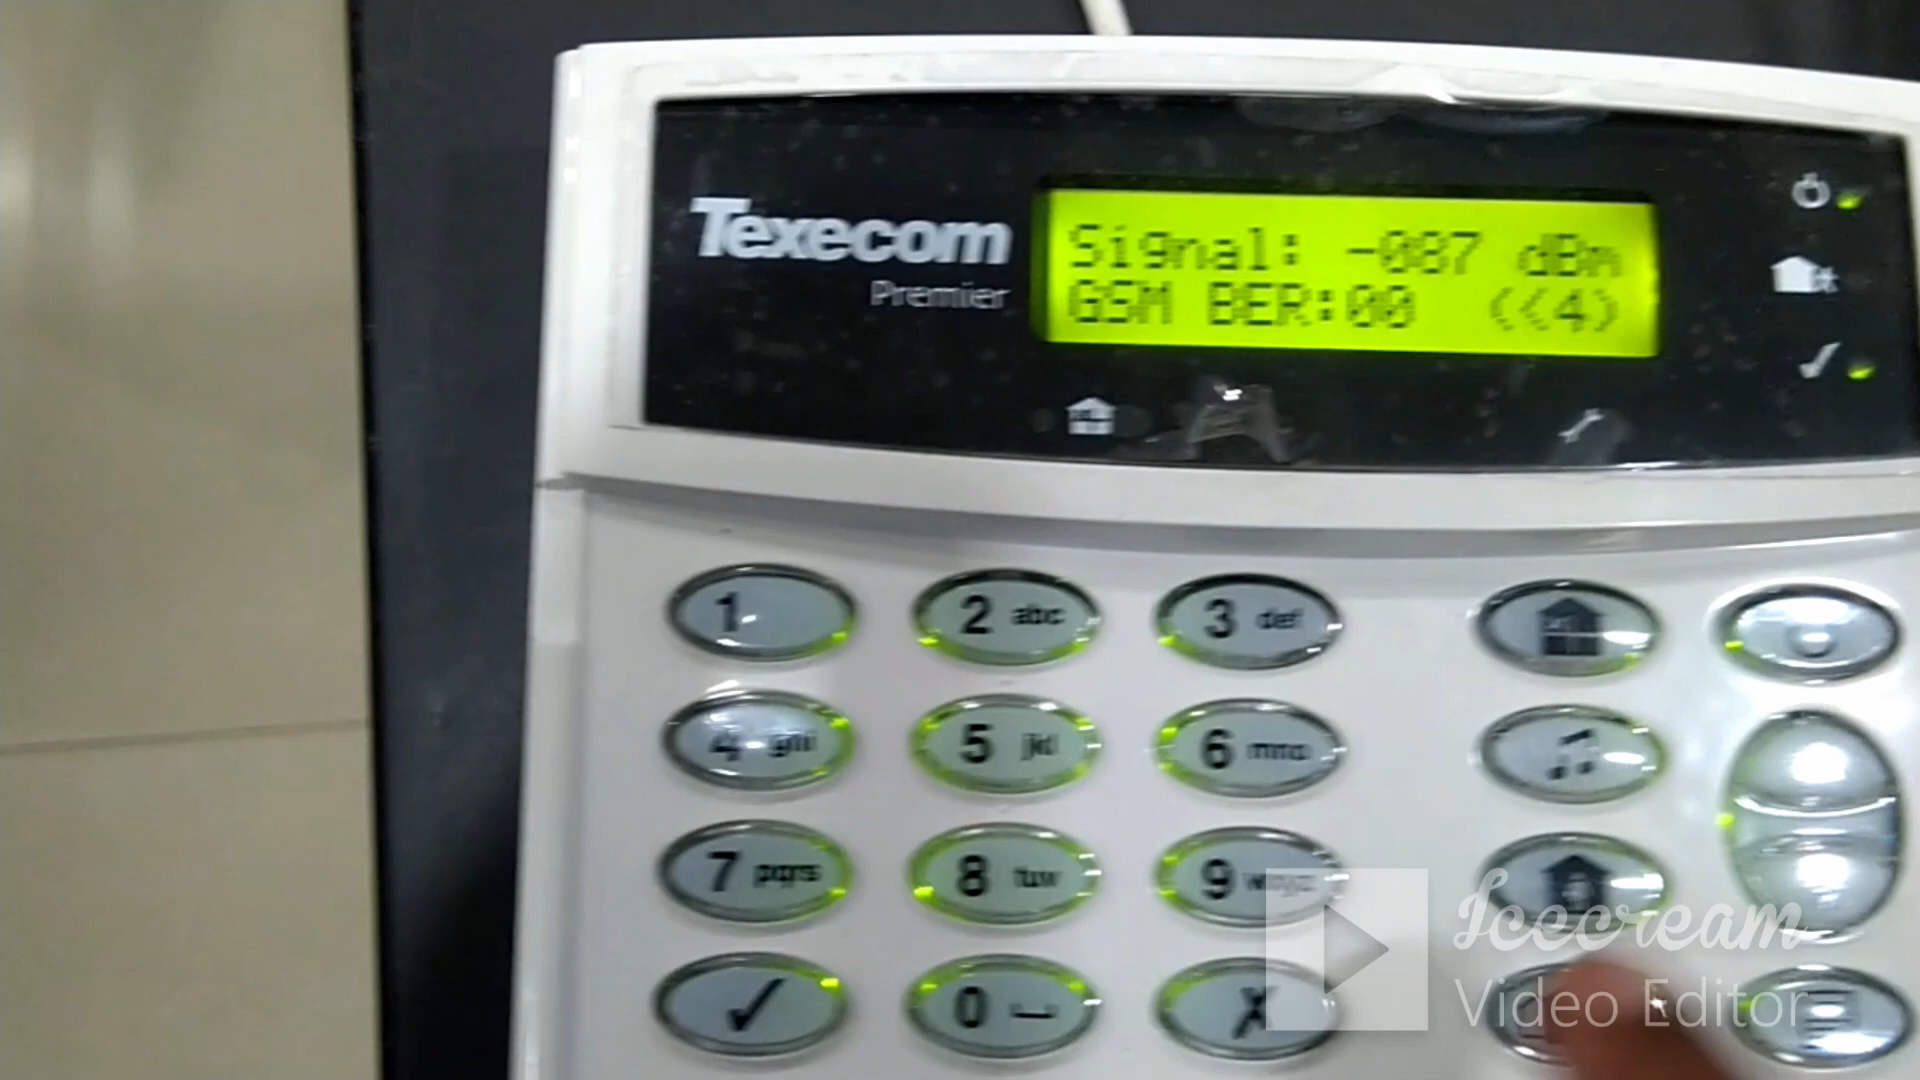 Texecom
Premier
Signal: -087 dBm
GSM BER:00 ((4)
1
2 abc
3 def
4 ghi
5 jkl
6 mno
7 pqrs
8 tuv
9 wxyz
0
Icecream
Video Editor